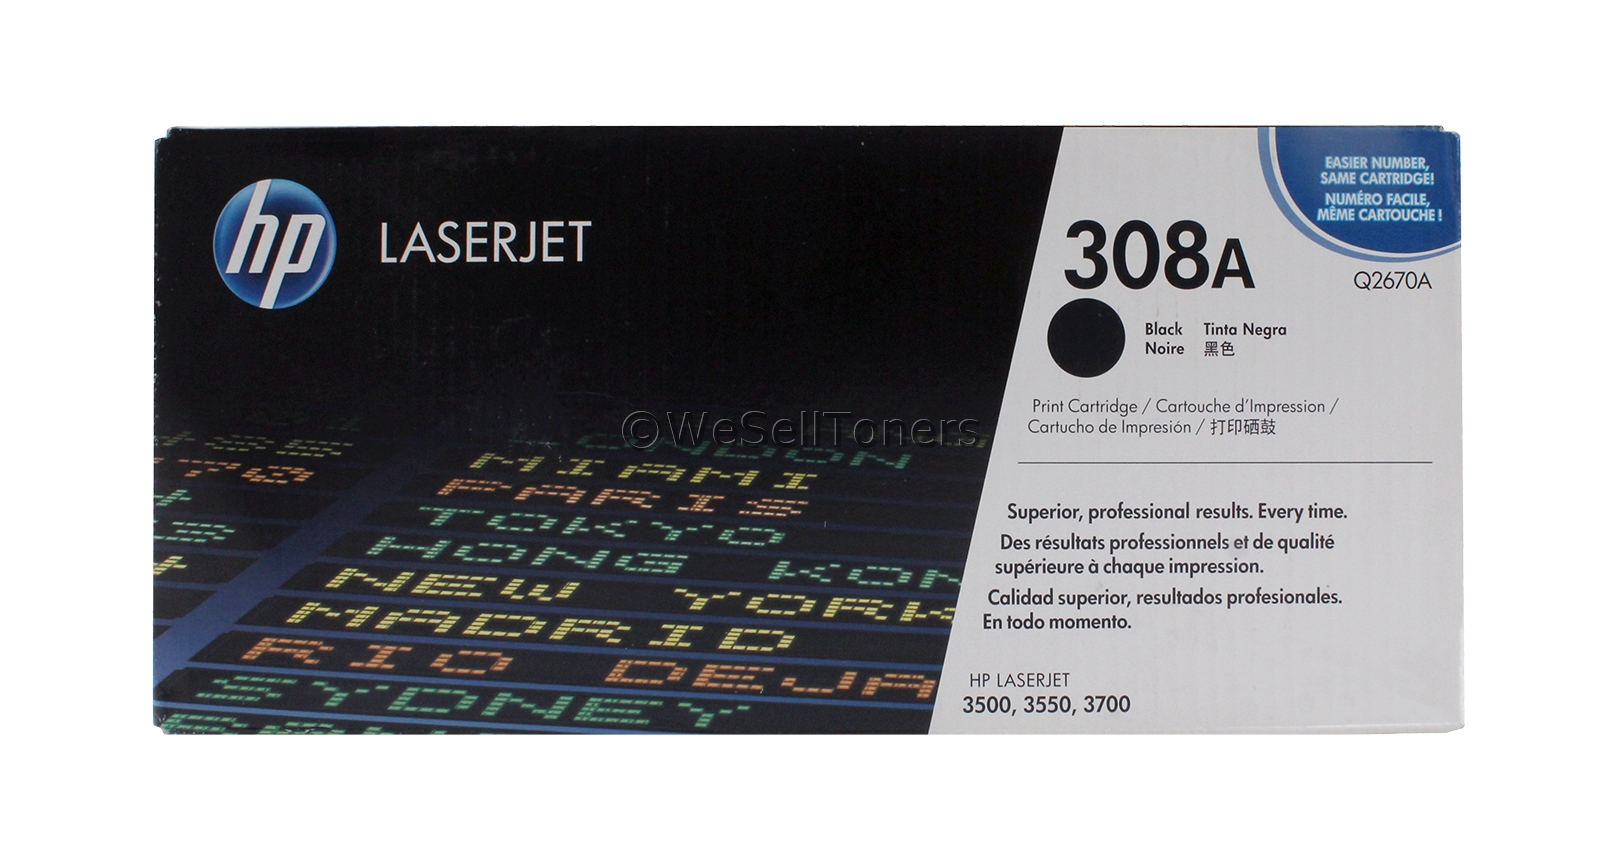 hp LASERJET
EASIER NUMBER,
SAME CARTRIDGE!
NUMÉRO FACILE,
MÊME CARTOUCHE !
308A
Q2670A
Black Tinta Negra
Noire 黑色
Print Cartridge / Cartouche d'Impression /
Cartucho de Impresión / 打印硒鼓
©WeSellToners
Superior, professional results. Every time.
Des résultats professionnels et de qualité
supérieure à chaque impression.
Calidad superior, resultados profesionales.
En todo momento.
HP LASERJET
3500, 3550, 3700
LONDON
MIAMI
PARIS
TOKYO
HONG KON
NEW YORK
MADRID
RIO DEJA
SYDNEY